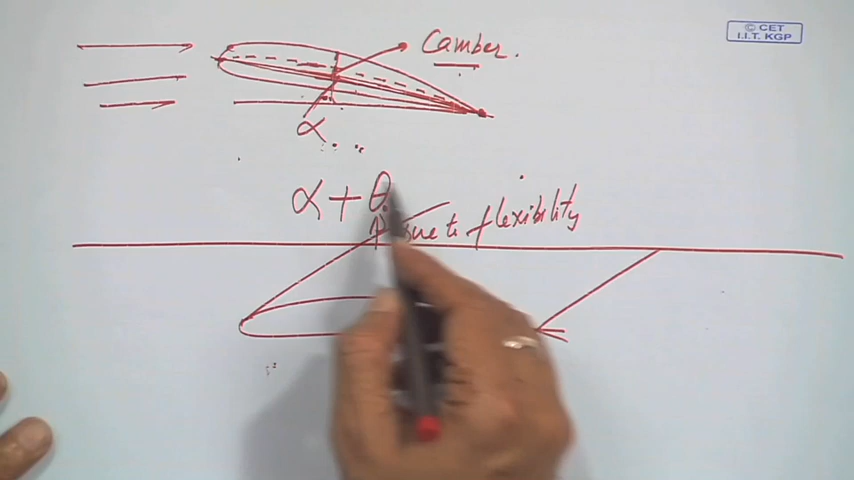 © CET
I.I.T. KGP
Camber.
α
α + θ
due to flexibility